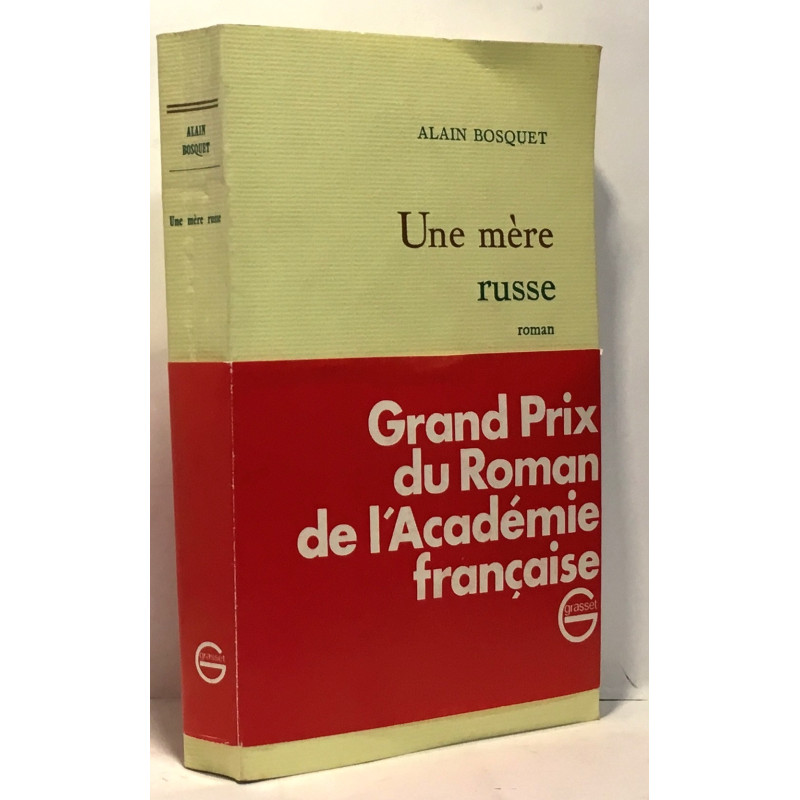 ALAIN
BOSQUET
Une mère russe
grasset
ALAIN BOSQUET
Une mère
russe
roman
Grand Prix
du Roman
de l'Académie
française
grasset